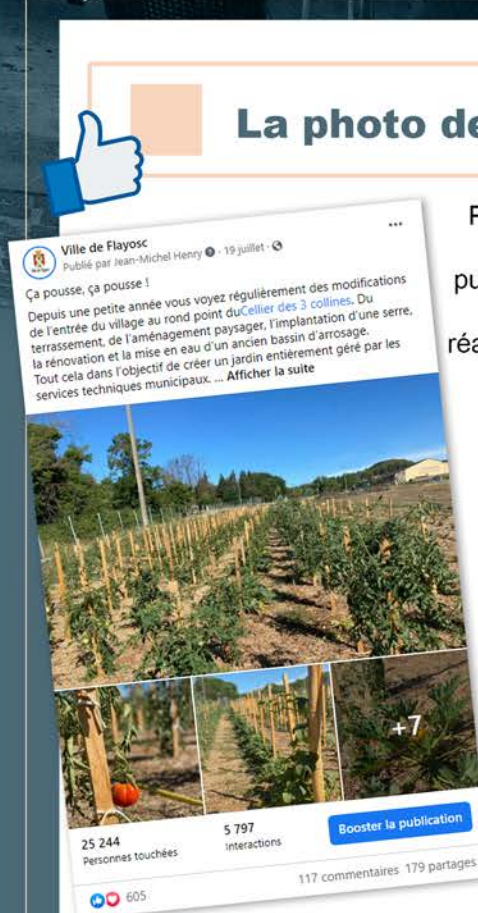 La photo de
Ville de Flayosc
Publié par Jean-Michel Henry · 19 juillet ·
Ça pousse, ça pousse !
Depuis une petite année vous voyez régulièrement des modifications
de l'entrée du village au rond point duCellier des 3 collines. Du
terrassement, de l'aménagement paysager, l'implantation d'une serre,
la rénovation et la mise en eau d'un ancien bassin d'arrosage.
Tout cela dans l'objectif de créer un jardin entièrement géré par les
services techniques municipaux. ... Afficher la suite
+7
25 244
Personnes touchées
5 797
Interactions
Booster la publication
605
117 commentaires 179 partages
P
pu
réa